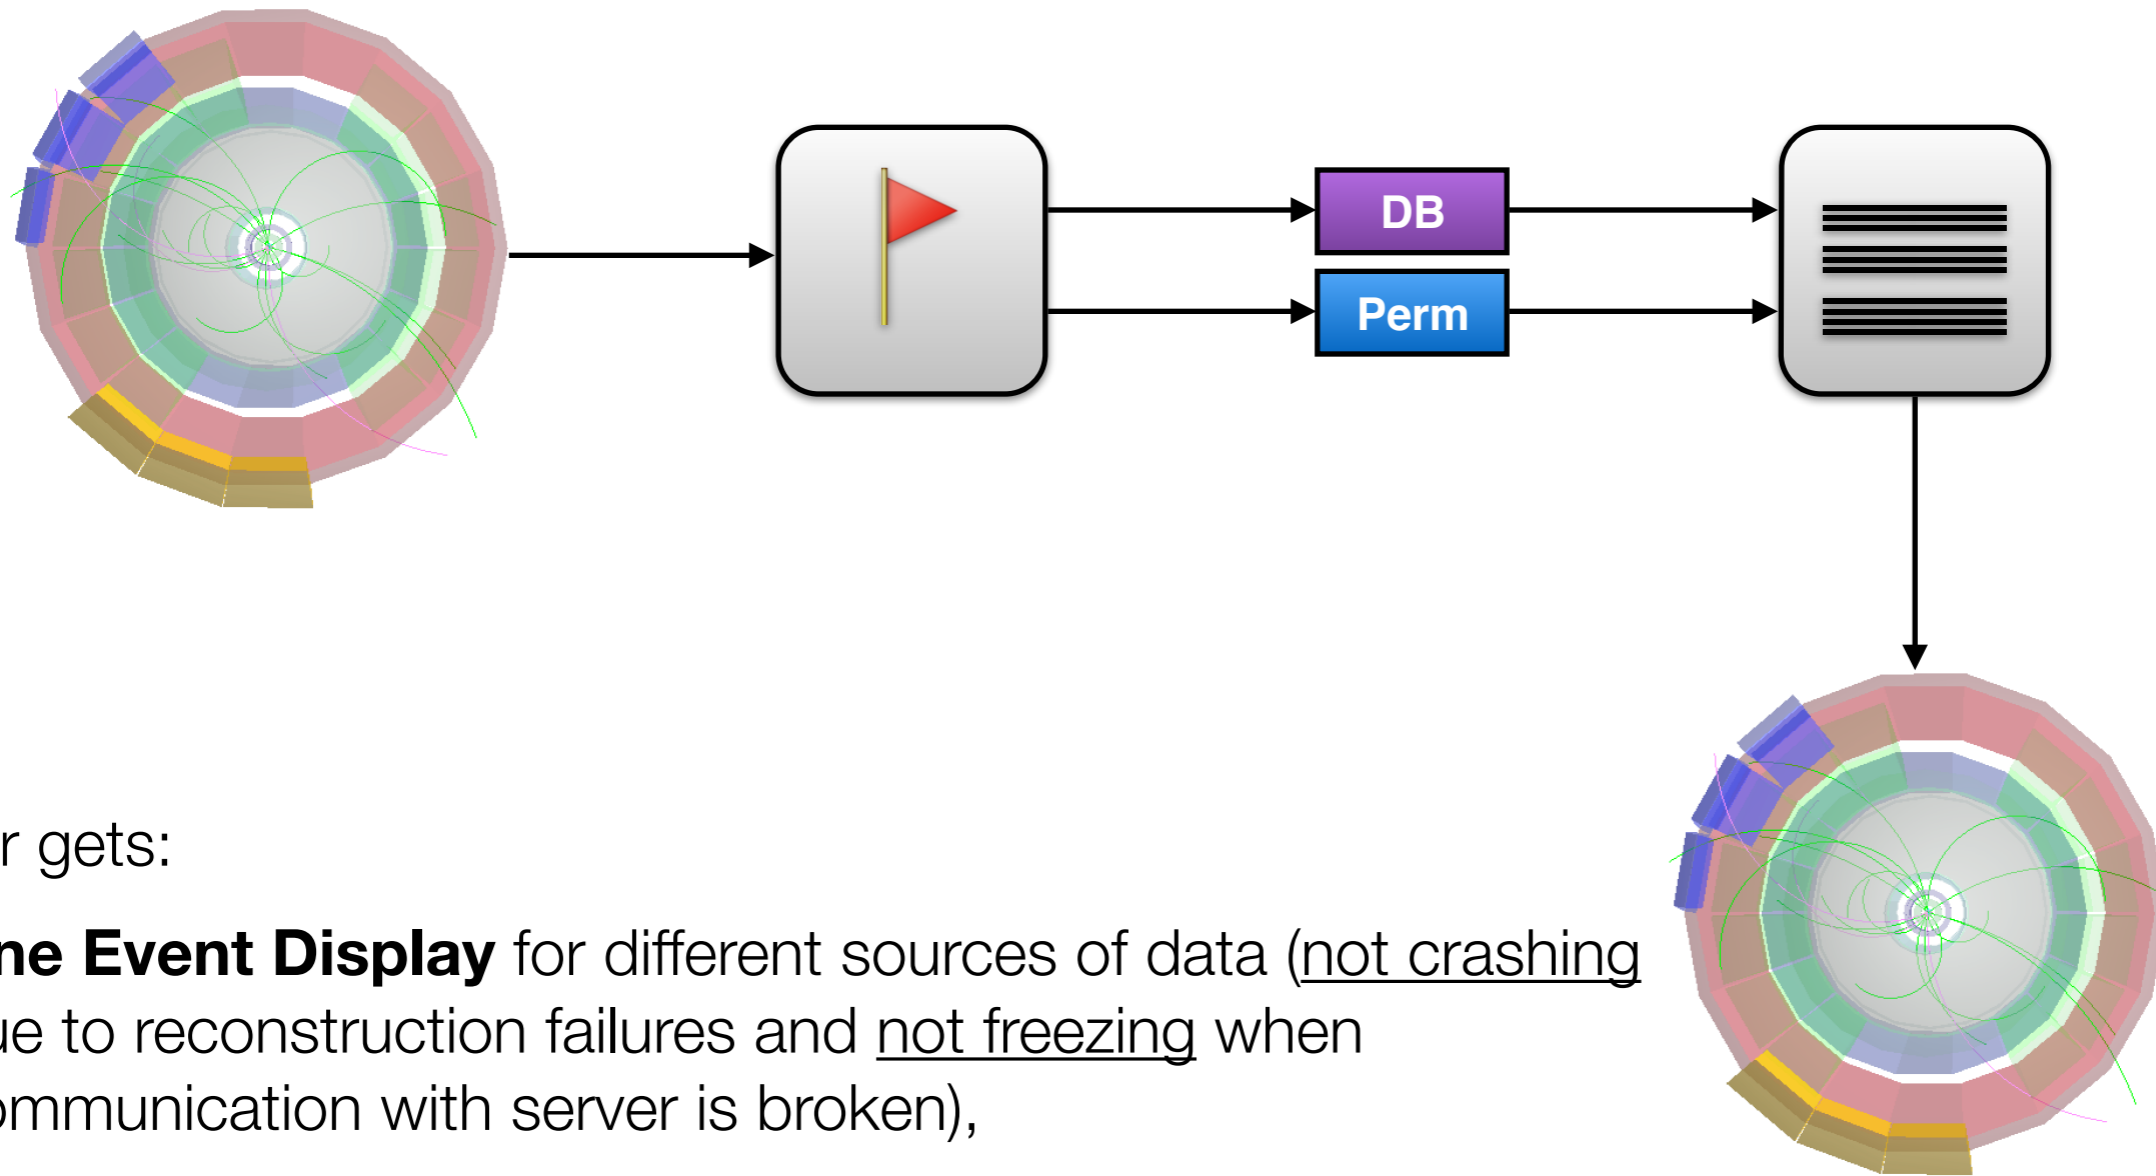 DB
Perm
r gets:
ne Event Display for different sources of data (not crashing
ue to reconstruction failures and not freezing when
ommunication with server is broken),